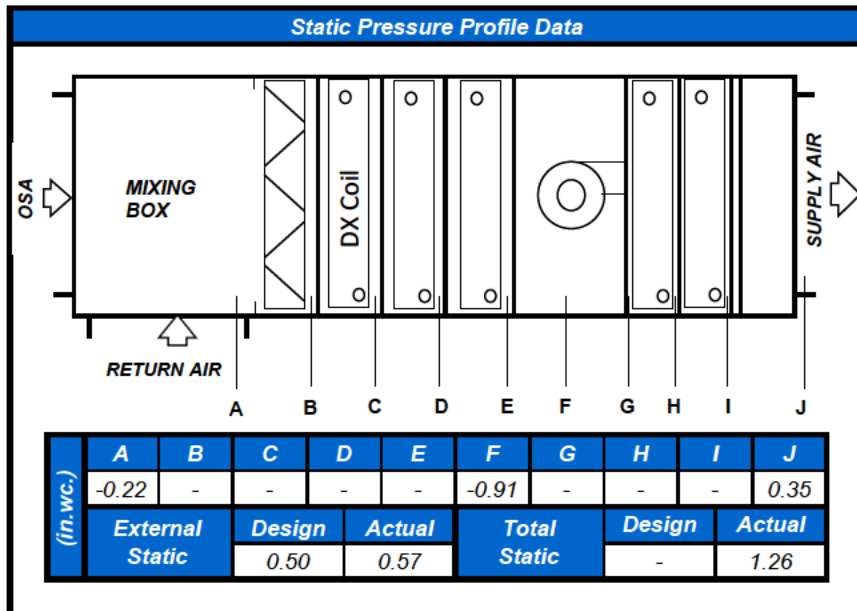 Static Pressure Profile Data
OSA
MIXING
BOX
DX Coil
SUPPLY AIR
RETURN AIR
A B C D E F G H I J
(in.wc.)
A B C D E F G H I J
-0.22 - - - - -0.91 - - - 0.35
External Static Design Actual Total Static Design Actual
0.50 0.57 - 1.26